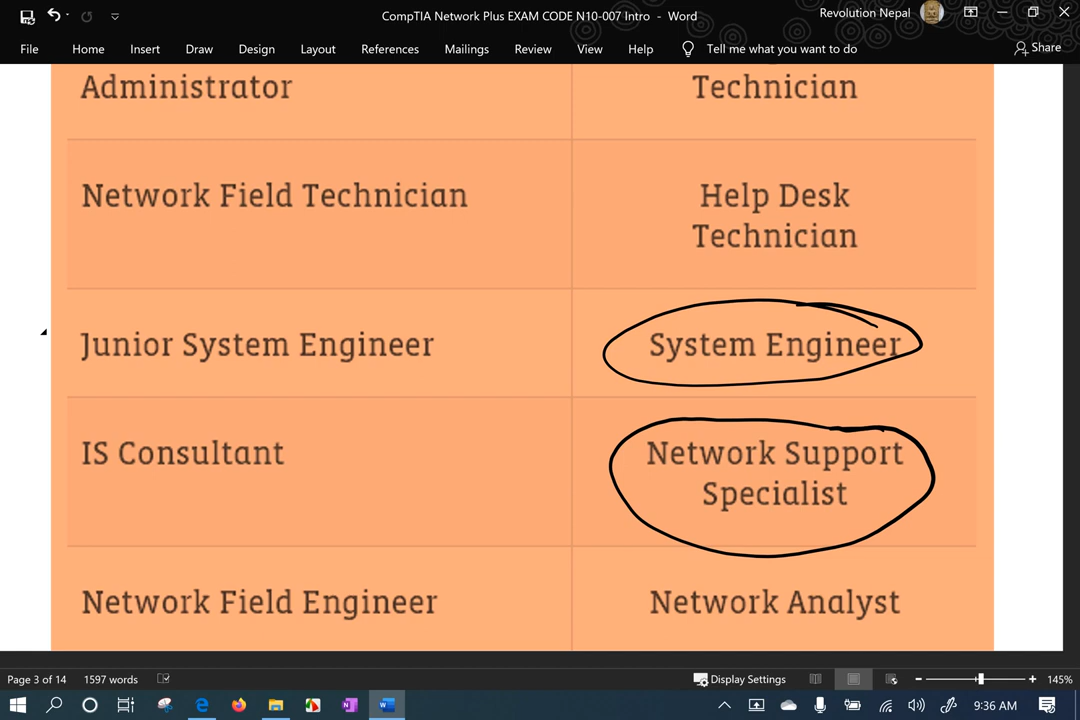 CompTIA Network Plus EXAM CODE N10-007 Intro - Word
Revolution Nepal
File Home Insert Draw Design Layout References Mailings Review View Help Tell me what you want to do Share
Administrator Technician
Network Field Technician Help Desk
Technician
Junior System Engineer System Engineer
IS Consultant Network Support
Specialist
Network Field Engineer Network Analyst
Page 3 of 14 1597 words Display Settings 145%
9:36 AM